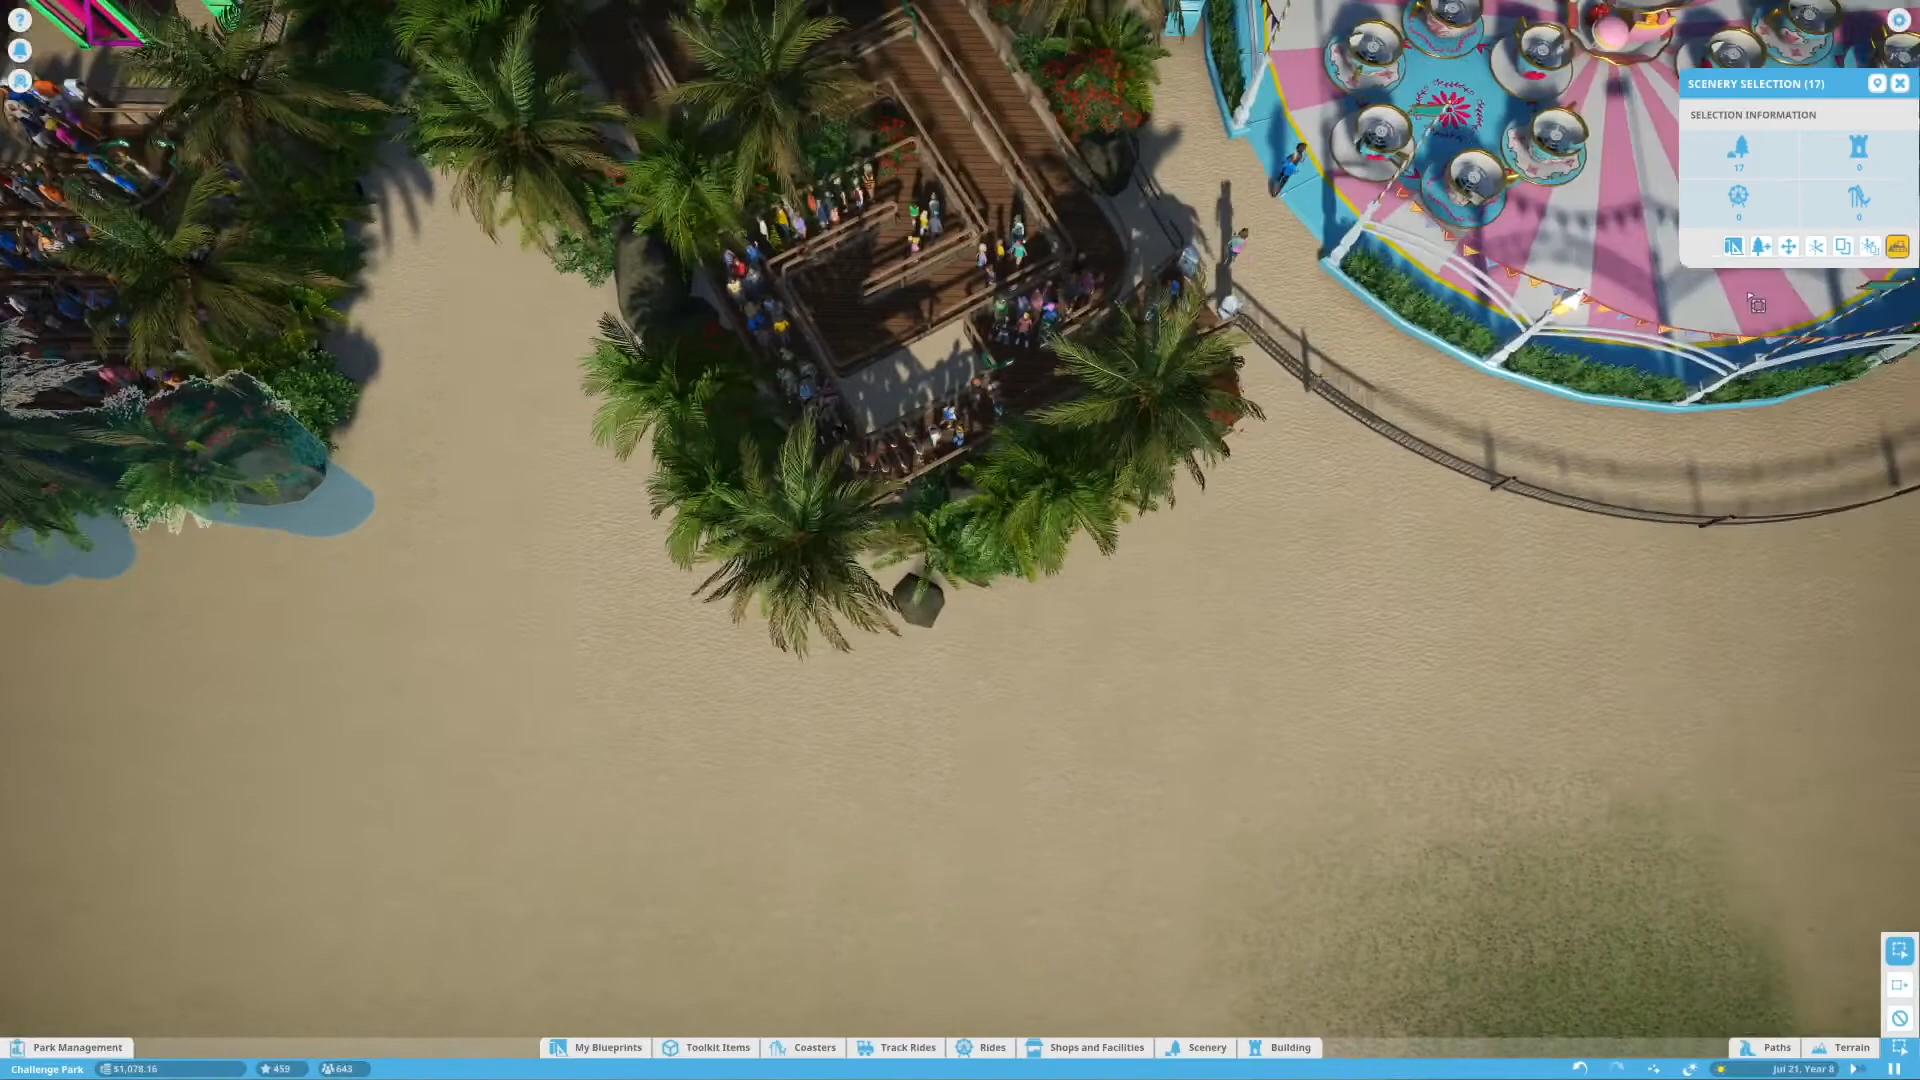 ?
SCENERY SELECTION (17)
SELECTION INFORMATION
17
0
0
0
Park Management
My Blueprints
Toolkit Items
Coasters
Track Rides
Rides
Shops and Facilities
Scenery
Building
Paths
Terrain
Challenge Park
$1,078.16
459
643
Jul 21, Year 8